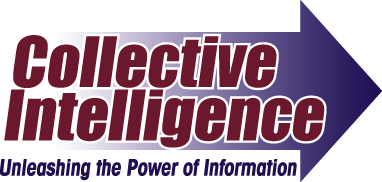 Collective
Intelligence
Unleashing the Power of Information